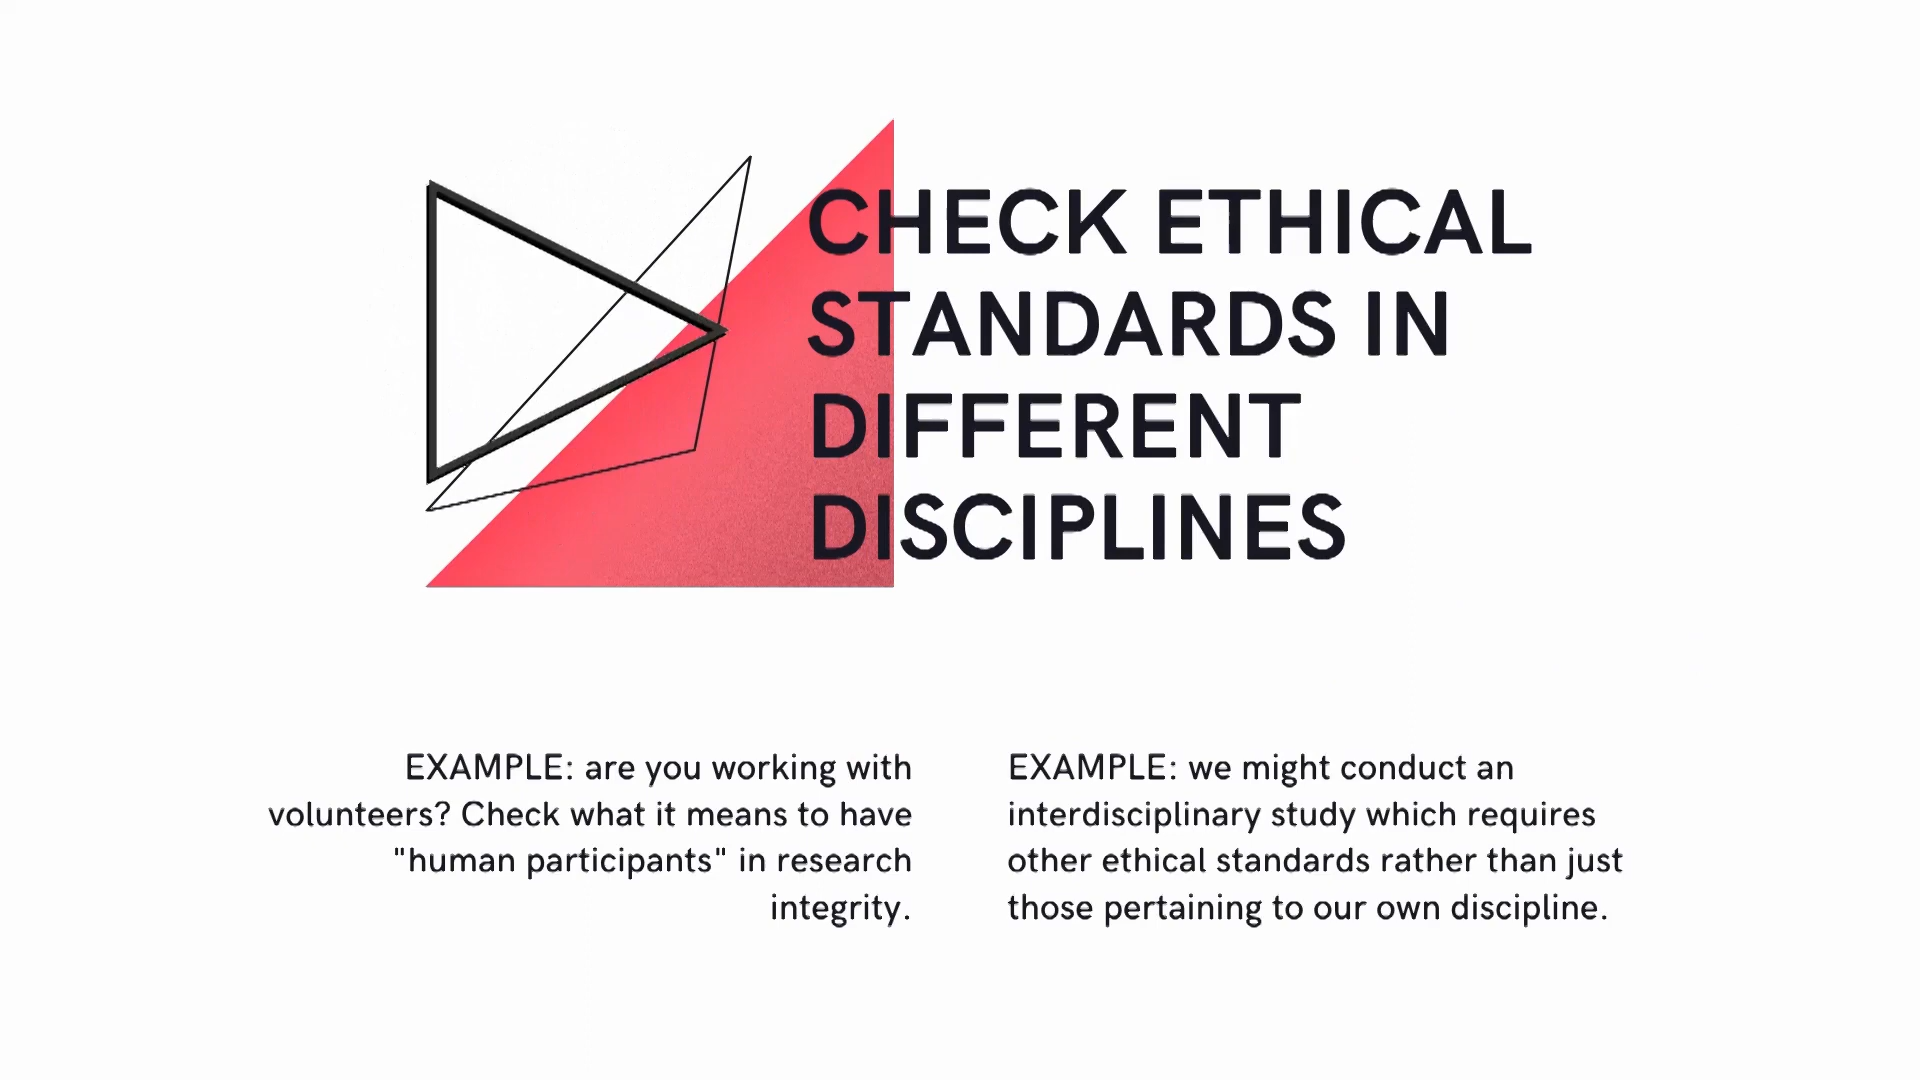 CHECK ETHICAL
STANDARDS IN
DIFFERENT
DISCIPLINES
EXAMPLE: are you working with
volunteers? Check what it means to have
"human participants" in research
integrity.
EXAMPLE: we might conduct an
interdisciplinary study which requires
other ethical standards rather than just
those pertaining to our own discipline.